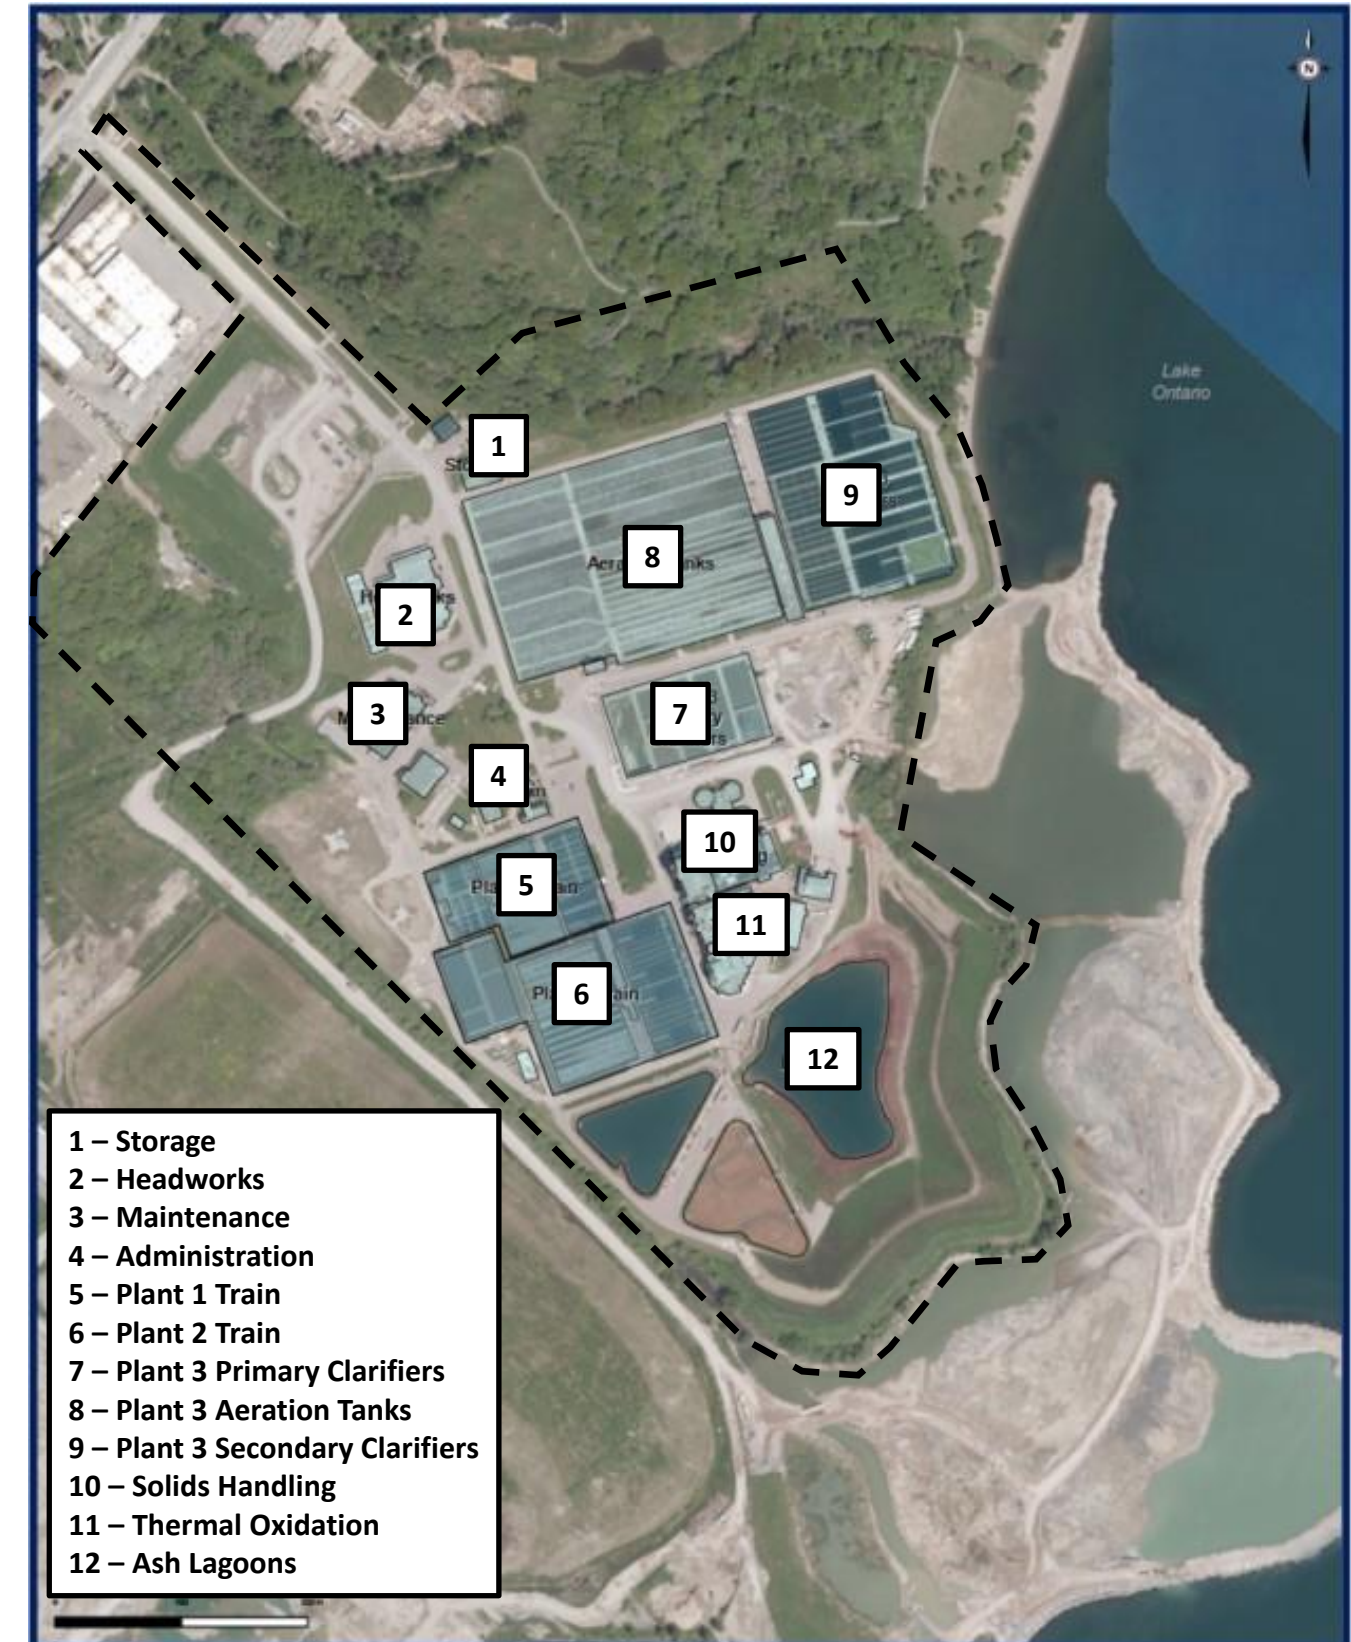 N
Lake
Ontario
1
9
8
2
7
3
4
10
5
11
6
12
1 – Storage
2 – Headworks
3 – Maintenance
4 – Administration
5 – Plant 1 Train
6 – Plant 2 Train
7 – Plant 3 Primary Clarifiers
8 – Plant 3 Aeration Tanks
9 – Plant 3 Secondary Clarifiers
10 – Solids Handling
11 – Thermal Oxidation
12 – Ash Lagoons